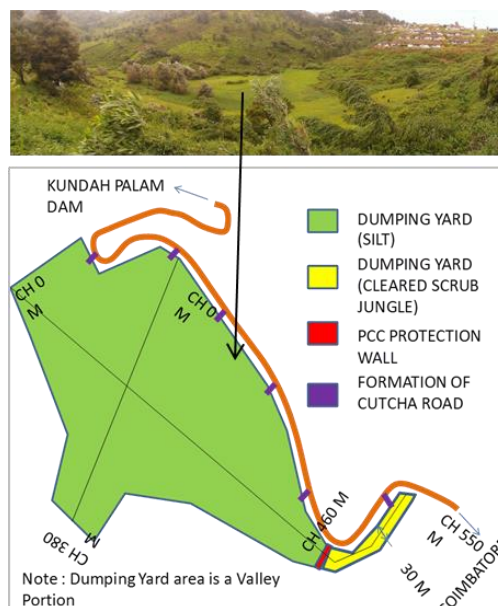 KUNDAH PALAM
DAM
DUMPING YARD
(SILT)
DUMPING YARD
(CLEARED SCRUB
JUNGLE)
PCC PROTECTION
WALL
FORMATION OF
CUTCHA ROAD
CH 0
M
CH 0
M
CH 460 M
CH 380
M
CH 550
M
30 M
COIMBATORE
Note : Dumping Yard area is a Valley
Portion